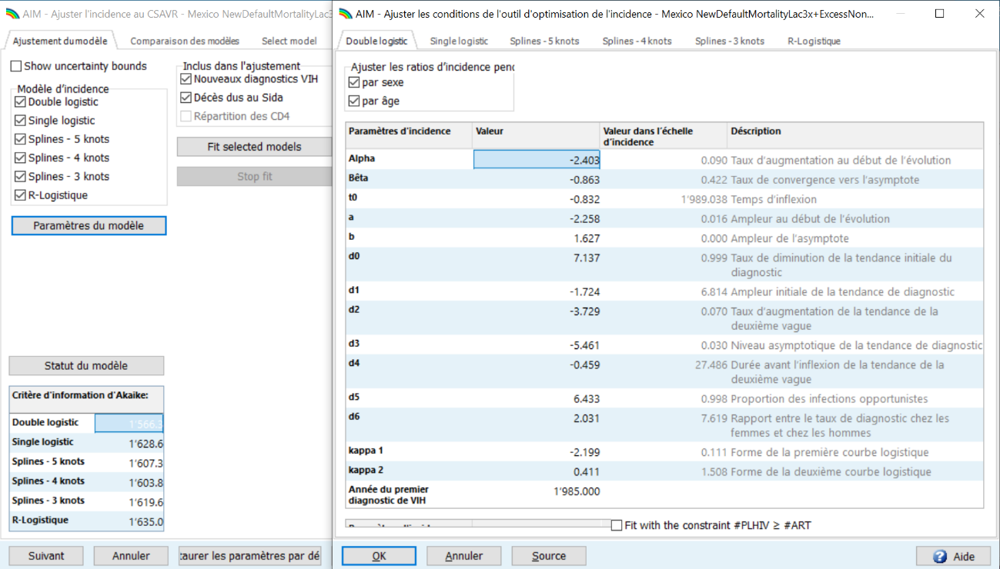 AIM - Ajuster l'incidence au CSAVR - Mexico NewDefaultMortalityLac3
Ajustement du modèle
Comparaison des modèles
Select model
Show uncertainty bounds
Modèle d’incidence
Double logistic
Single logistic
Splines - 5 knots
Splines - 4 knots
Splines - 3 knots
R-Logistique
Paramètres du modèle
Inclus dans l'ajustement
Nouveaux diagnostics VIH
Décès dus au Sida
Répartition des CD4
Fit selected models
Stop fit
Statut du modèle
Critère d'information d'Akaike:
Double logistic 1'566.3
Single logistic 1'628.6
Splines - 5 knots 1'607.3
Splines - 4 knots 1'603.8
Splines - 3 knots 1'619.6
R-Logistique 1'635.0
Suivant
Annuler
taurer les paramètres par dé
AIM - Ajuster les conditions de l'outil d'optimisation de l'incidence - Mexico NewDefaultMortalityLac3x+ExcessNon...
Double logistic
Single logistic
Splines - 5 knots
Splines - 4 knots
Splines - 3 knots
R-Logistique
Ajuster les ratios d’incidence pend
par sexe
par âge
Paramètres d'incidence Valeur Valeur dans l’échelle Déscription
d’incidence
Alpha -2.403 0.090 Taux d'augmentation au début de l'évolution
Bêta -0.863 0.422 Taux de convergence vers l'asymptote
t0 -0.832 1'989.038 Temps d'inflexion
a -2.258 0.016 Ampleur au début de l'évolution
b 1.627 0.000 Ampleur de l'asymptote
d0 7.137 0.999 Taux de diminution de la tendance initiale du
diagnostic
d1 -1.724 6.814 Ampleur initiale de la tendance de diagnostic
d2 -3.729 0.070 Taux d'augmentation de la tendance de la
deuxième vague
d3 -5.461 0.030 Niveau asymptotique de la tendance de diagnostic
d4 -0.459 27.486 Durée avant l'inflexion de la tendance de la
deuxième vague
d5 6.433 0.998 Proportion des infections opportunistes
d6 2.031 7.619 Rapport entre le taux de diagnostic chez les
femmes et chez les hommes
kappa 1 -2.199 0.111 Forme de la première courbe logistique
kappa 2 0.411 1.508 Forme de la deuxième courbe logistique
Année du premier 1'985.000
diagnostic de VIH
Fit with the constraint #PLHIV ≥ #ART
OK
Annuler
Source
Aide